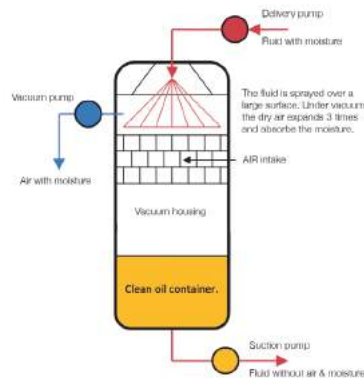 Delivery pump
Fluid with moisture
Vacuum pump
The fluid is sprayed over a
large surface. Under vacuum
the dry air expands 3 times
and absorbe the moisture.
AIR intake
Air with moisture
Vacuum housing
Clean oil container.
Suction pump
Fluid without air & moisture